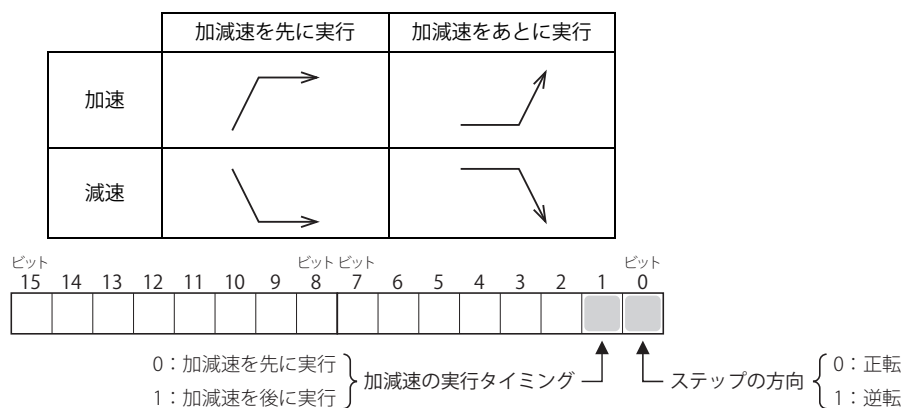 加減速を先に実行 加減速をあとに実行
加速
減速
ビット ビット ビット ビット
15 14 13 12 11 10 9 8 7 6 5 4 3 2 1 0
0：加減速を先に実行 加減速の実行タイミング ステップの方向 0：正転
1：加減速を後に実行 1：逆転